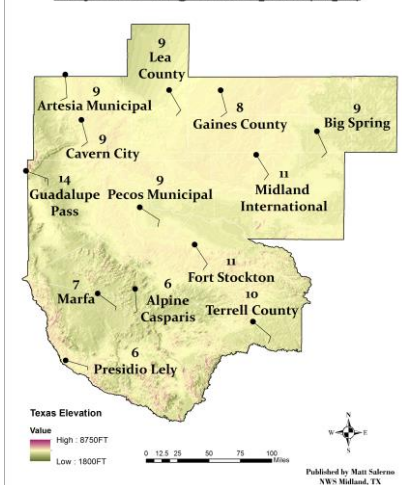 9
Lea
County
9
Artesia Municipal
8
Gaines County
9
Big Spring
9
Cavern City
11
Midland
International
14
Guadalupe
Pass
9
Pecos Municipal
11
Fort Stockton
7
Marfa
6
Alpine
Casparis
10
Terrell County
6
Presidio Lely
Texas Elevation
Value
High : 8750FT
Low : 1800FT
0 12.5 25 50 75 100
Miles
N
W E
S
Published by Matt Salerno
NWS Midland, TX